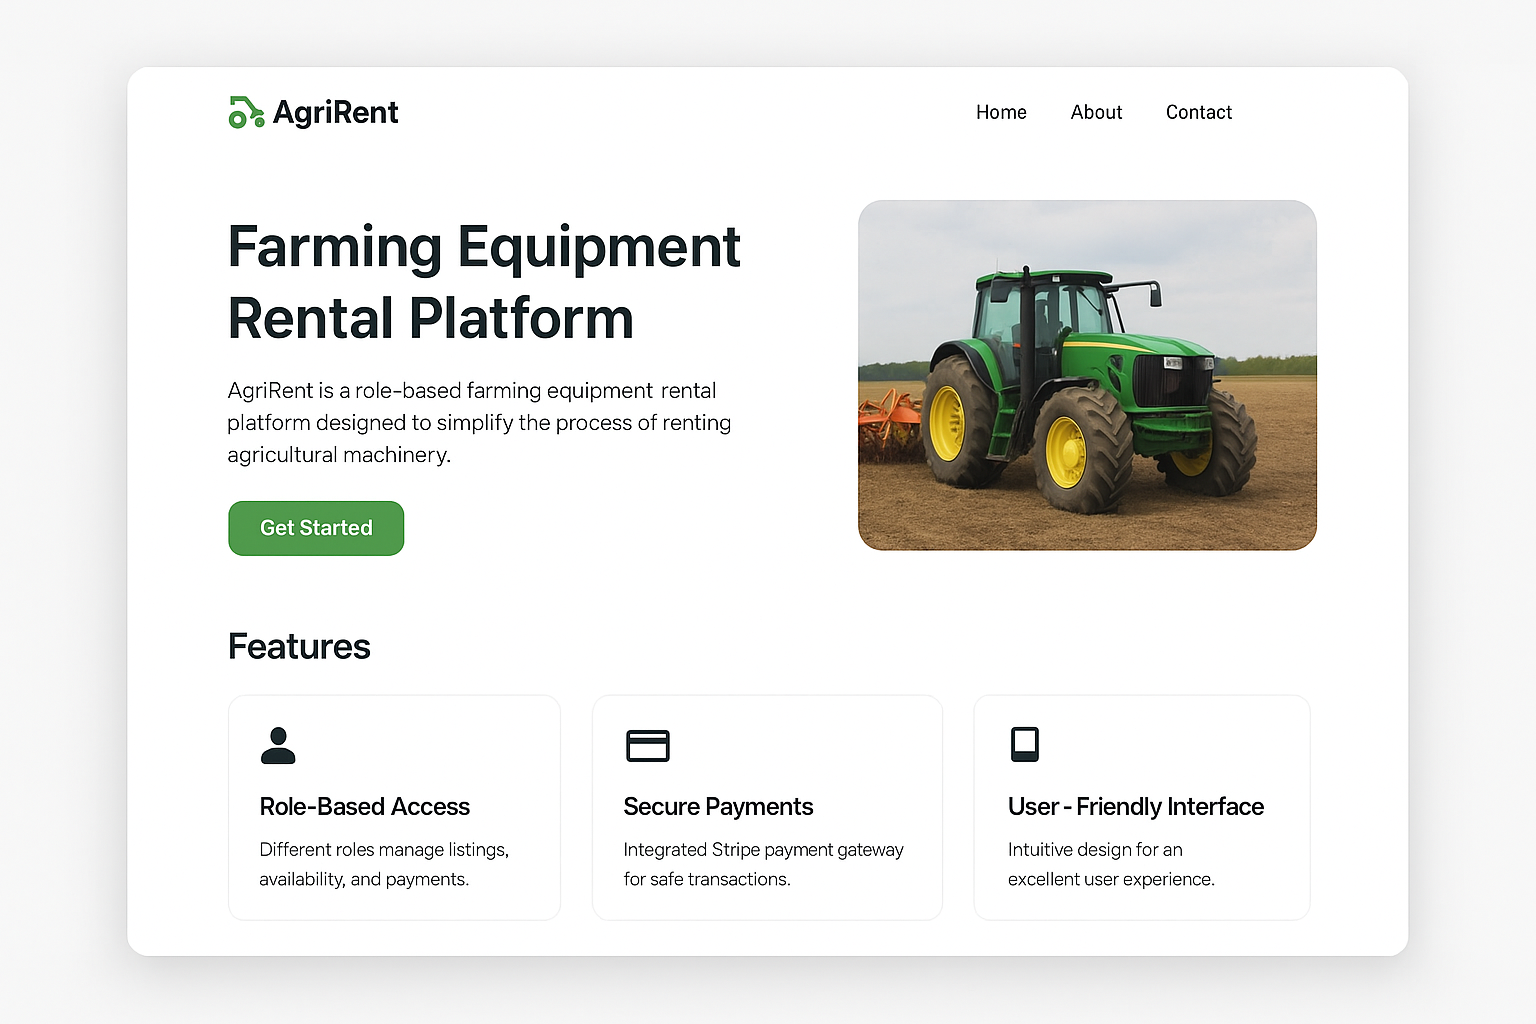 AgriRent
Home About Contact
Farming Equipment
Rental Platform
AgriRent is a role-based farming equipment rental
platform designed to simplify the process of renting
agricultural machinery.
Get Started
Features
Role-Based Access
Different roles manage listings,
availability, and payments.
Secure Payments
Integrated Stripe payment gateway
for safe transactions.
User - Friendly Interface
Intuitive design for an
excellent user experience.